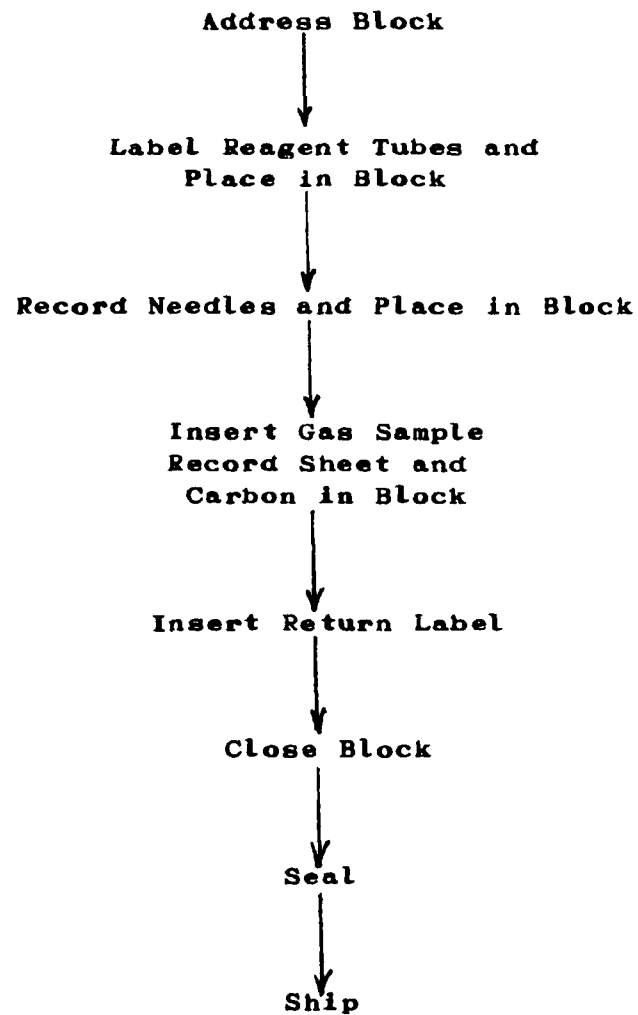 Address Block
Label Reagent Tubes and
Place in Block
Record Needles and Place in Block
Insert Gas Sample
Record Sheet and
Carbon in Block
Insert Return Label
Close Block
Seal
Ship